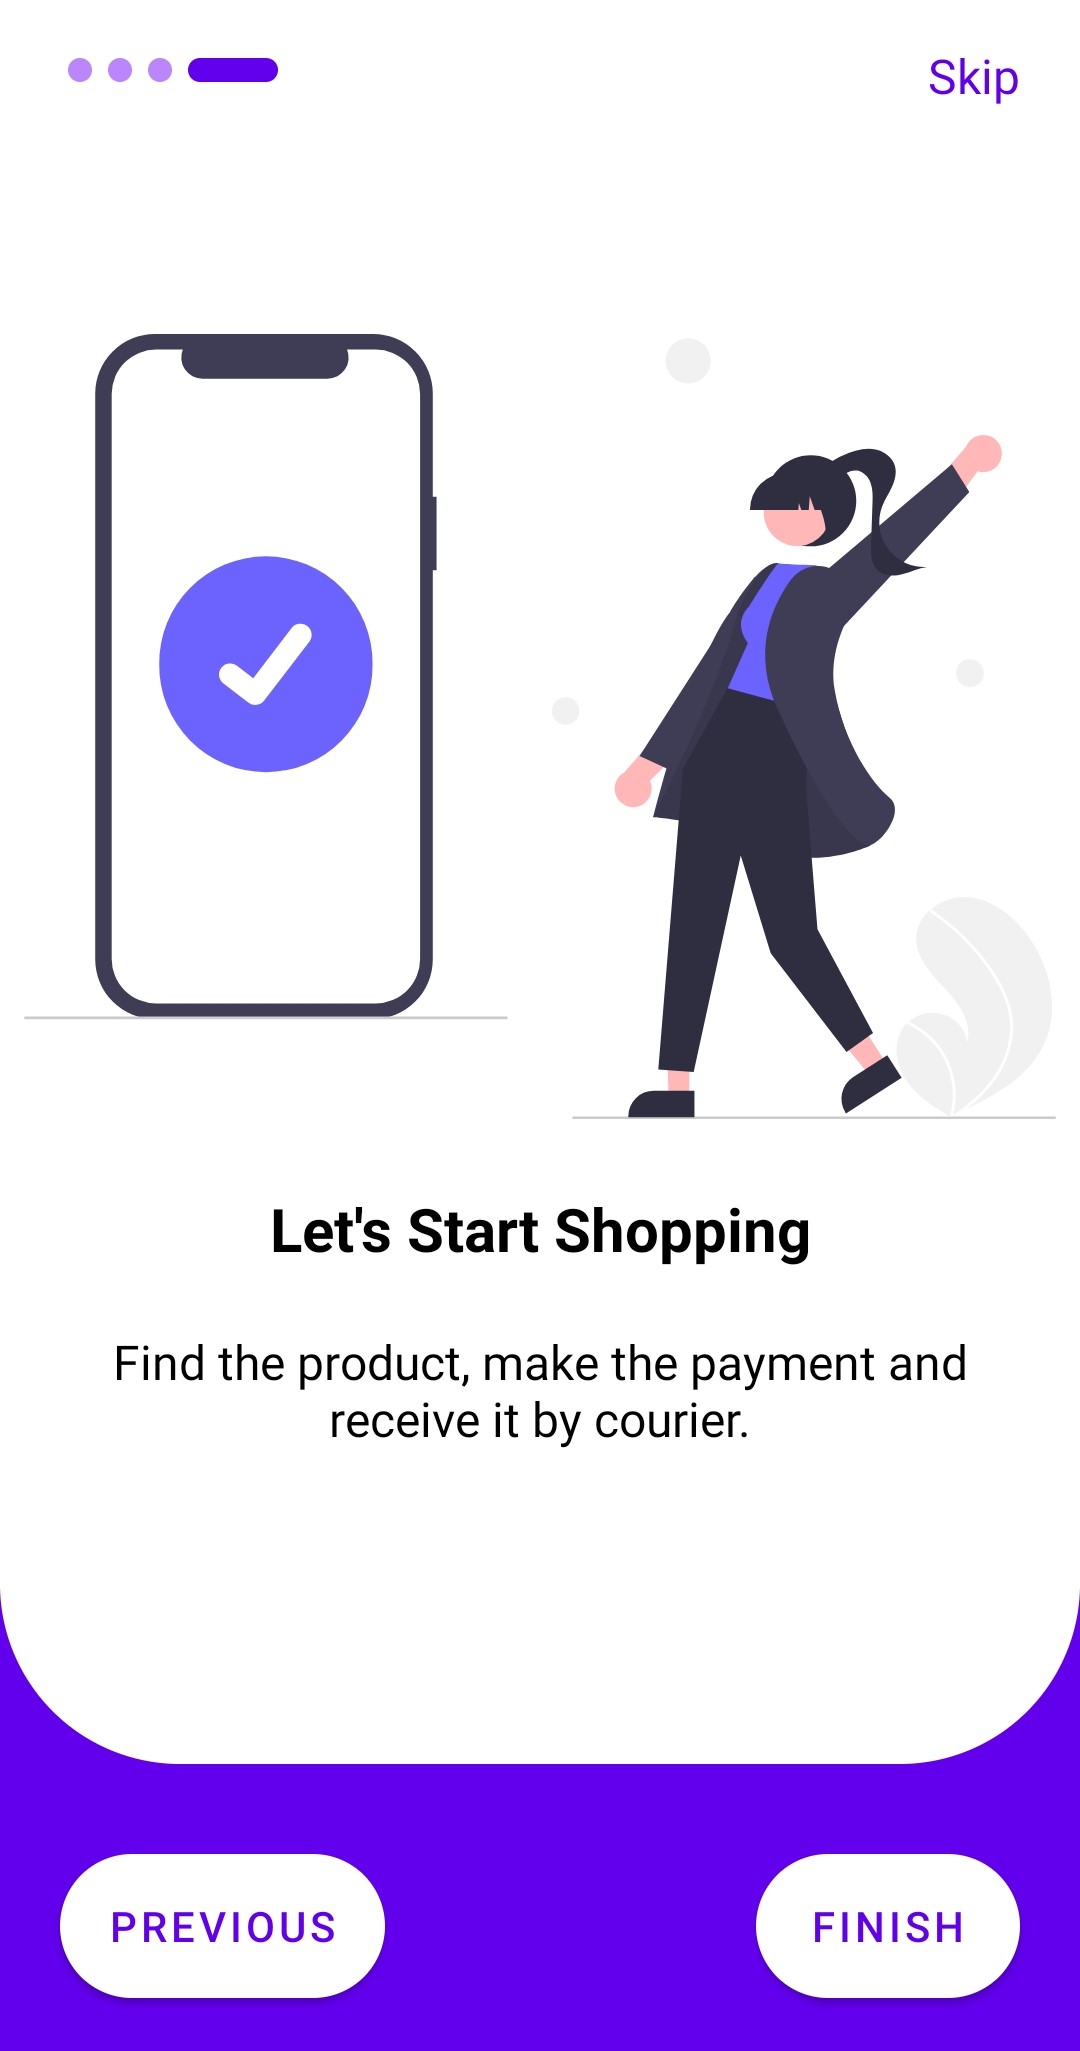 Skip
Let's Start Shopping
Find the product, make the payment and
receive it by courier.
PREVIOUS
FINISH